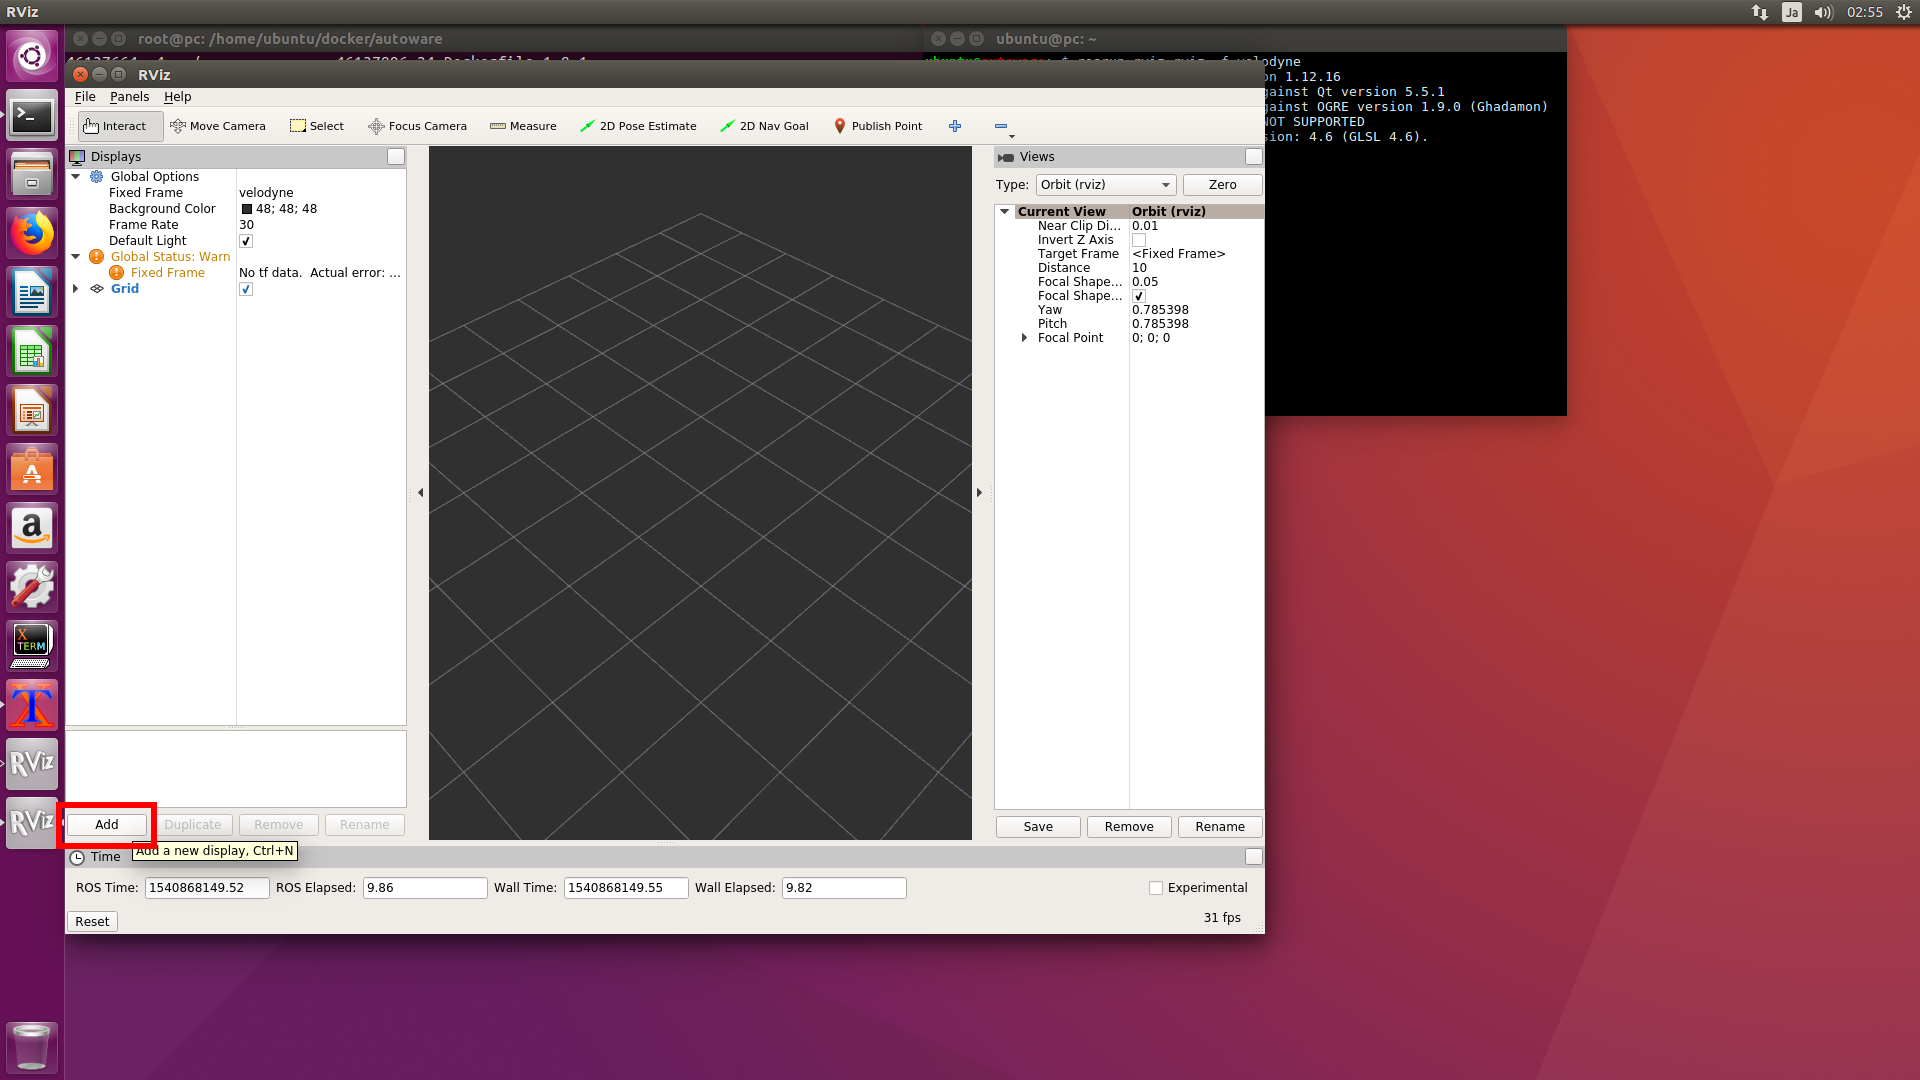 RViz
Ja
02:55
root@pc: /home/ubuntu/docker/autoware
ubuntu@pc: ~
RViz
on 1.12.16
gainst Qt version 5.5.1
gainst OGRE version 1.9.0 (Ghadamon)
NOT SUPPORTED
sion: 4.6 (GLSL 4.6).
File Panels Help
Interact Move Camera Select Focus Camera Measure 2D Pose Estimate 2D Nav Goal Publish Point
Displays
Global Options
Fixed Frame velodyne
Background Color 48; 48; 48
Frame Rate 30
Default Light
Global Status: Warn
Fixed Frame No tf data. Actual error: ...
Grid
Add Duplicate Remove Rename
Add a new display, Ctrl+N
Views
Type: Orbit (rviz) Zero
Current View Orbit (rviz)
Near Clip Di... 0.01
Invert Z Axis
Target Frame <Fixed Frame>
Distance 10
Focal Shape... 0.05
Focal Shape...
Yaw 0.785398
Pitch 0.785398
Focal Point 0; 0; 0
Save Remove Rename
Time
ROS Time: 1540868149.52 ROS Elapsed: 9.86 Wall Time: 1540868149.55 Wall Elapsed: 9.82 Experimental
Reset
31 fps
A
a
X
TERM
X
RViz
RViz